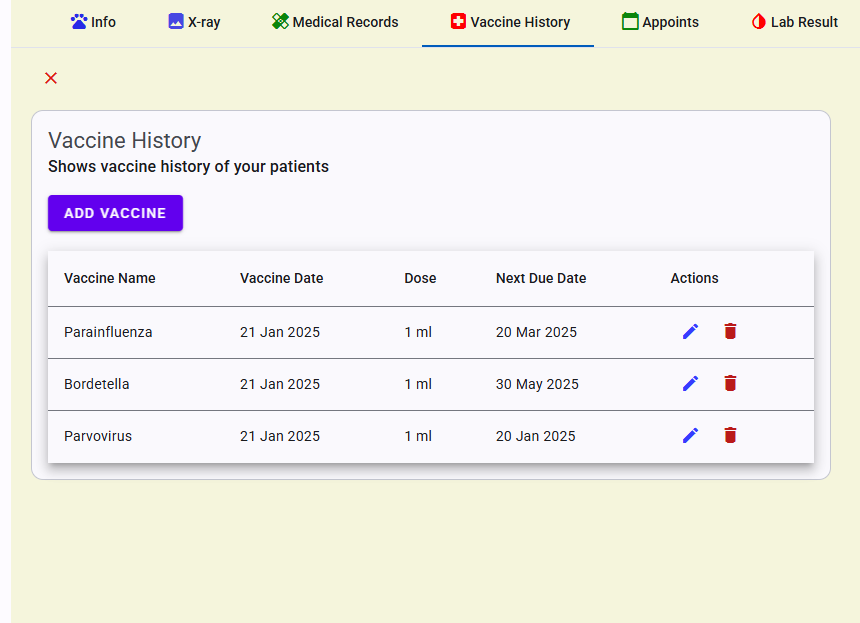 Info X-ray Medical Records Vaccine History Appoints Lab Result
Vaccine History
Shows vaccine history of your patients
ADD VACCINE
Vaccine Name Vaccine Date Dose Next Due Date Actions
Parainfluenza 21 Jan 2025 1 ml 20 Mar 2025
Bordetella 21 Jan 2025 1 ml 30 May 2025
Parvovirus 21 Jan 2025 1 ml 20 Jan 2025